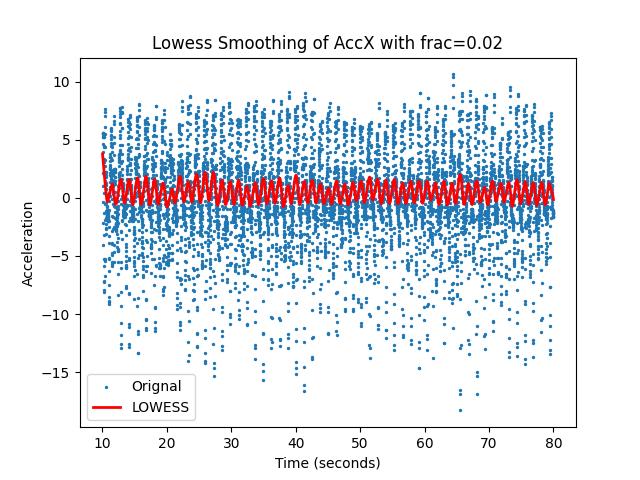 Lowess Smoothing of AccX with frac=0.02
Acceleration
10
5
0
−5
−10
−15
Orignal
LOWESS
10 20 30 40 50 60 70 80
Time (seconds)